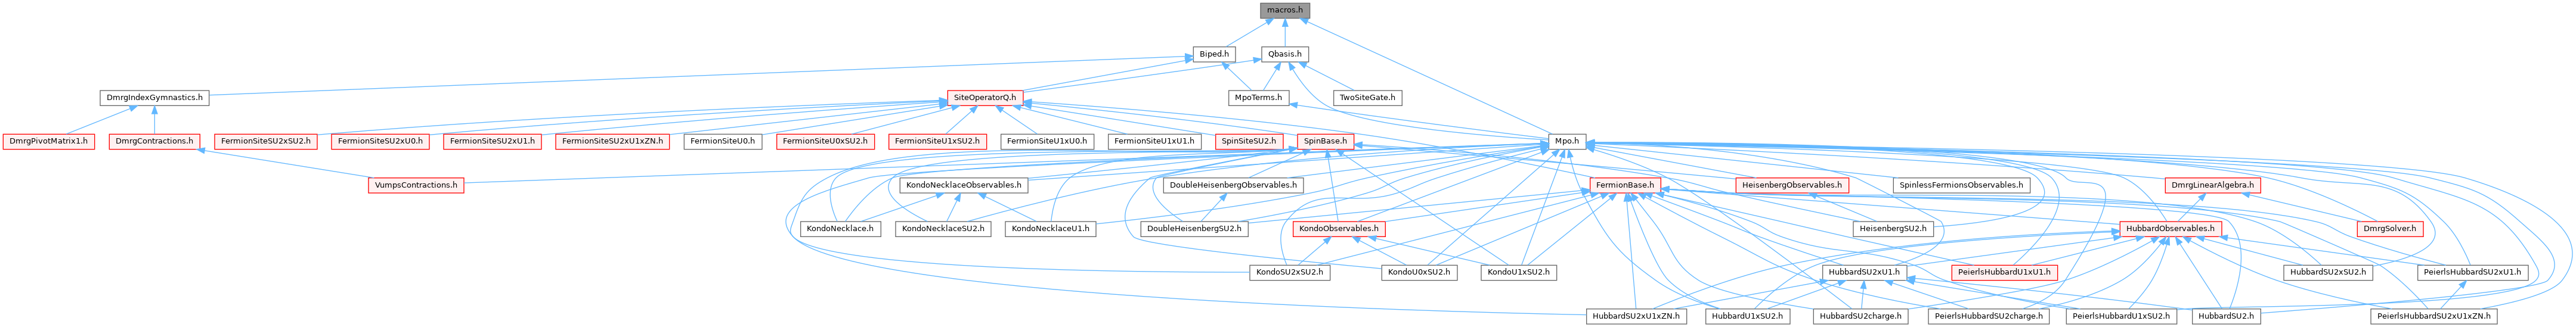 macros.h
Biped.h
Qbasis.h
DmrgIndexGymnastics.h
SiteOperatorQ.h
MpoTerms.h
TwoSiteGate.h
DmrgPivotMatrix1.h
DmrgContractions.h
FermionSiteSU2xSU2.h
FermionSiteSU2xU0.h
FermionSiteSU2xU1.h
FermionSiteSU2xU1xZN.h
FermionSiteU0.h
FermionSiteU0xSU2.h
FermionSiteU1xSU2.h
FermionSiteU1xU0.h
FermionSiteU1xU1.h
SpinSiteSU2.h
SpinBase.h
Mpo.h
VumpsContractions.h
KondoNecklaceObservables.h
DoubleHeisenbergObservables.h
FermionBase.h
HeisenbergObservables.h
SpinlessFermionsObservables.h
DmrgLinearAlgebra.h
KondoNecklace.h
KondoNecklaceSU2.h
KondoNecklaceU1.h
DoubleHeisenbergSU2.h
KondoObservables.h
HeisenbergSU2.h
HubbardObservables.h
DmrgSolver.h
KondoSU2xSU2.h
KondoU0xSU2.h
KondoU1xSU2.h
HubbardSU2xU1.h
PeierlsHubbardU1xU1.h
HubbardSU2xSU2.h
PeierlsHubbardSU2xU1.h
HubbardSU2xU1xZN.h
HubbardU1xSU2.h
HubbardSU2charge.h
PeierlsHubbardSU2charge.h
PeierlsHubbardU1xSU2.h
HubbardSU2.h
PeierlsHubbardSU2xU1xZN.h